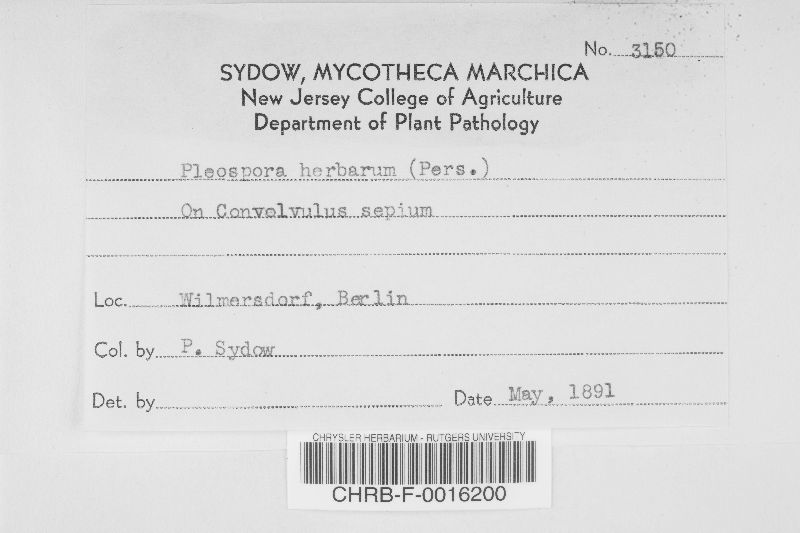 No. 3150
SYDOW, MYCOTHECA MARCHICA
New Jersey College of Agriculture
Department of Plant Pathology
Pleospora herbarum (Pers.)
On Convolvulus sepium
Loc. Wilmersdorf, Berlin
Col. by P. Sydow
Det. by Date May, 1891
CHRYSLER HERBARIUM - RUTGERS UNIVERSITY
CHRB-F-0016200